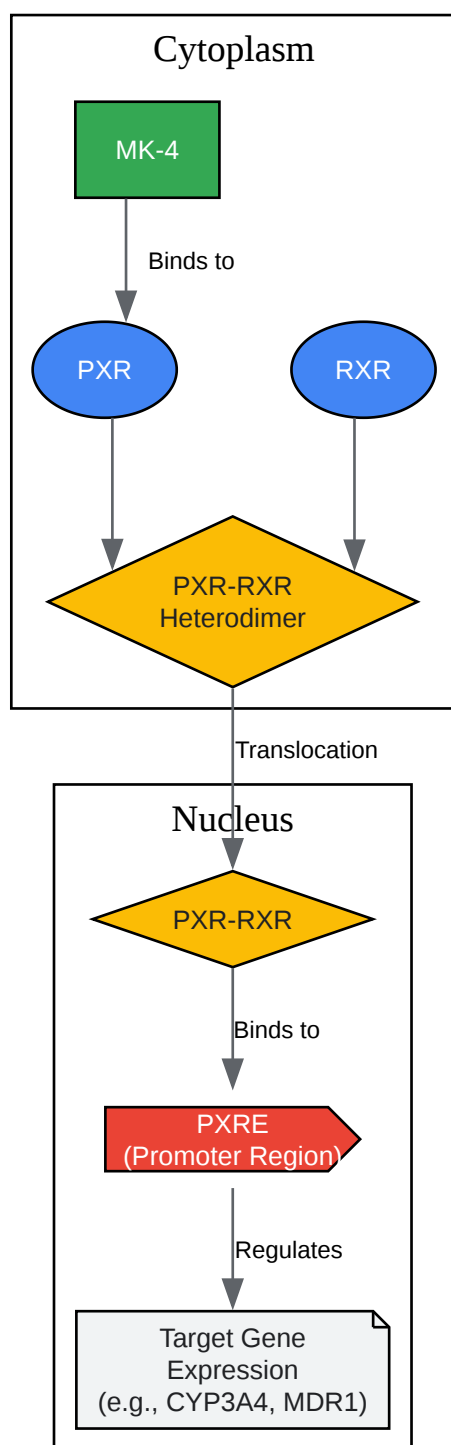 Cytoplasm
MK-4
Binds to
PXR
RXR
PXR-RXR
Heterodimer
Translocation
Nucleus
PXR-RXR
Binds to
PXRE
(Promoter Region)
Regulates
Target Gene
Expression
(e.g., CYP3A4, MDR1)